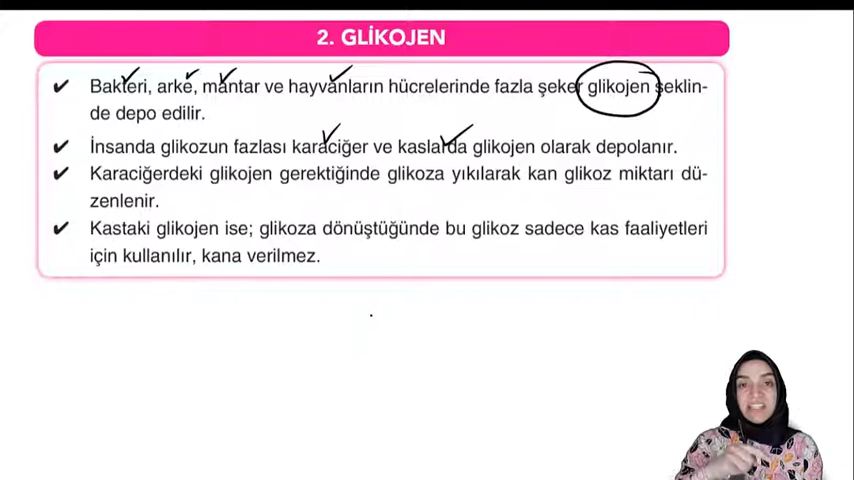 2. GLİKOJEN
✔ Bakteri, arke, mantar ve hayvanların hücrelerinde fazla şeker glikojen şeklin-
de depo edilir.
✔ İnsanda glikozun fazlası karaciğer ve kaslarda glikojen olarak depolanır.
✔ Karaciğerdeki glikojen gerektiğinde glikoza yıkılarak kan glikoz miktarı dü-
zenlenir.
✔ Kastaki glikojen ise; glikoza dönüştüğünde bu glikoz sadece kas faaliyetleri
için kullanılır, kana verilmez.